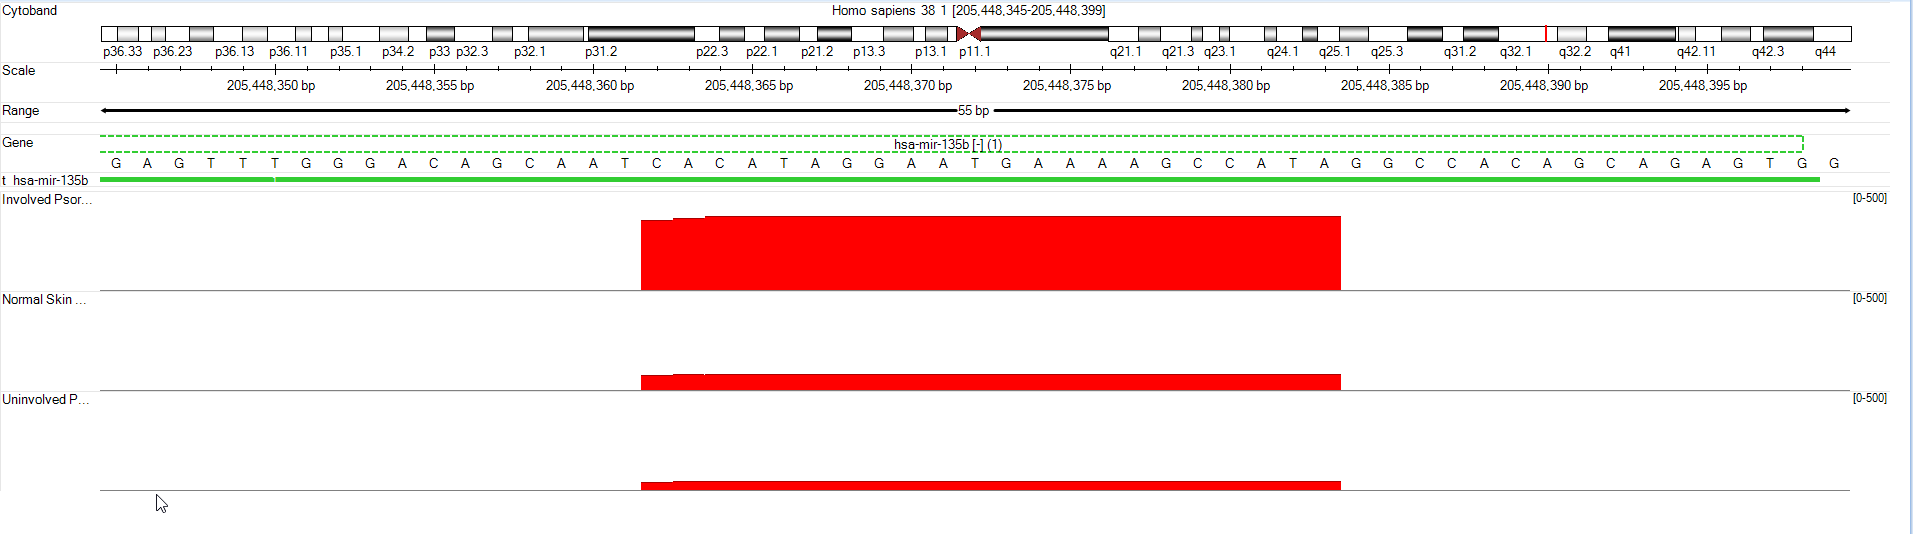 Cytoband Homo sapiens 38 1 [205,448,345-205,448,399]
p36.33 p36.23 p36.13 p36.11 p35.1 p34.2 p33 p32.3 p32.1 p31.2 p22.3 p22.1 p21.2 p13.3 p13.1 p11.1 q21.1 q21.3 q23.1 q24.1 q25.1 q25.3 q31.2 q32.1 q32.2 q41 q42.11 q42.3 q44
Scale
205,448,350 bp 205,448,355 bp 205,448,360 bp 205,448,365 bp 205,448,370 bp 205,448,375 bp 205,448,380 bp 205,448,385 bp 205,448,390 bp 205,448,395 bp
Range 55 bp
Gene hsa-mir-135b [-] (1)
G A G T T T G G G A C A G C A A T C A C A T A G G A A T G A A A A G C C A T A G G C C A C A G C A G A G T G G
t hsa-mir-135b
Involved Psor... [0-500]
Normal Skin ... [0-500]
Uninvolved P... [0-500]